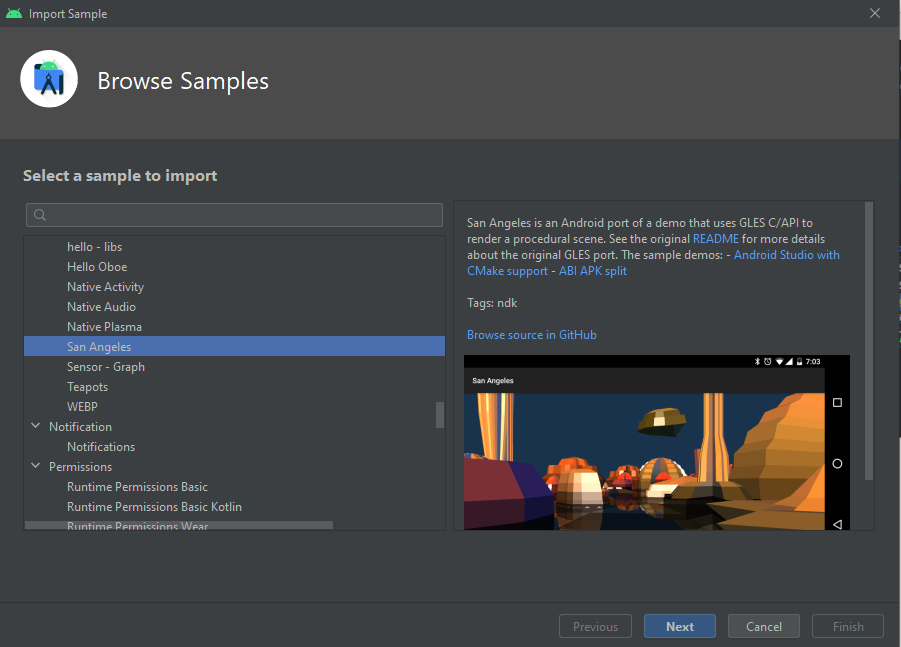 Import Sample
Browse Samples
Select a sample to import
hello - libs
Hello Oboe
Native Activity
Native Audio
Native Plasma
San Angeles
Sensor - Graph
Teapots
WEBP
Notification
Notifications
Permissions
Runtime Permissions Basic
Runtime Permissions Basic Kotlin
Runtime Permissions Wear
San Angeles is an Android port of a demo that uses GLES C/API to
render a procedural scene. See the original README for more details
about the original GLES port. The sample demos: - Android Studio with
CMake support - ABI APK split
Tags: ndk
Browse source in GitHub
7:03
San Angeles
Previous
Next
Cancel
Finish